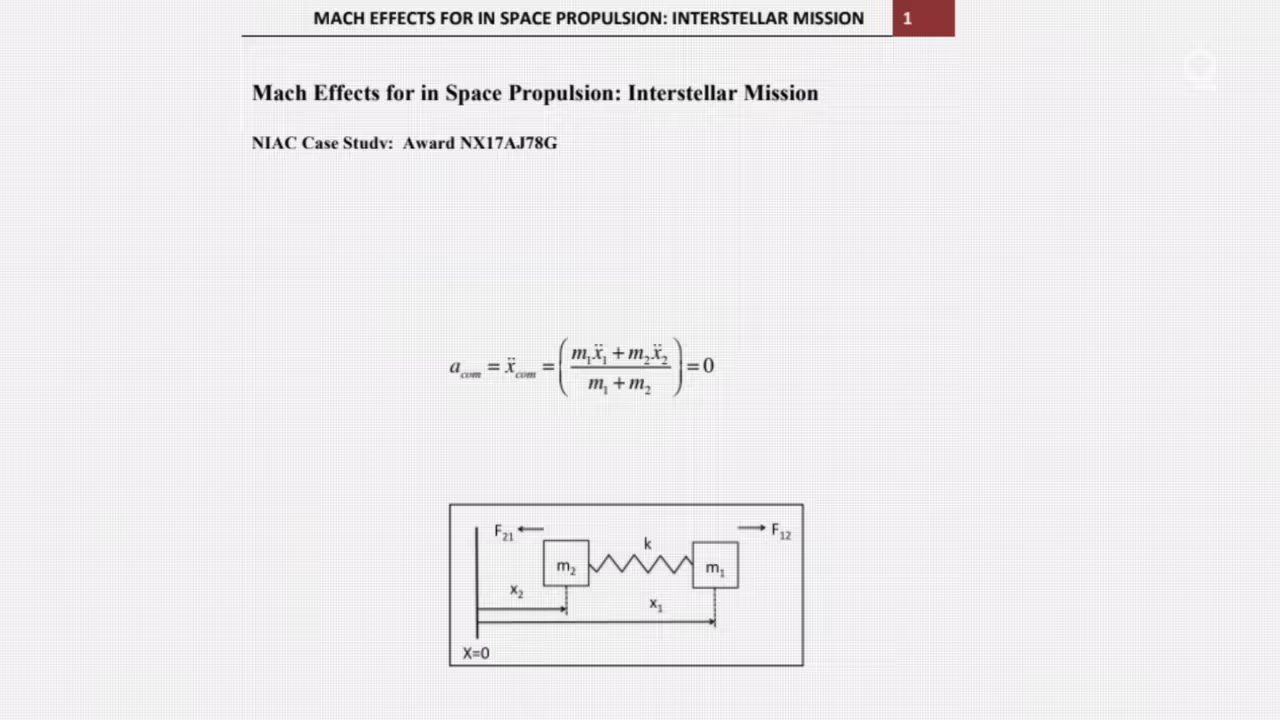 MACH EFFECTS FOR IN SPACE PROPULSION: INTERSTELLAR MISSION 1
Mach Effects for in Space Propulsion: Interstellar Mission
NIAC Case Study: Award NX17AJ78G
a_com = ẍ_com = ( (m₁ẍ₁ + m₂ẍ₂) / (m₁ + m₂) ) = 0
F₂₁ F₁₂
k
m₂ m₁
x₂ x₁
X=0